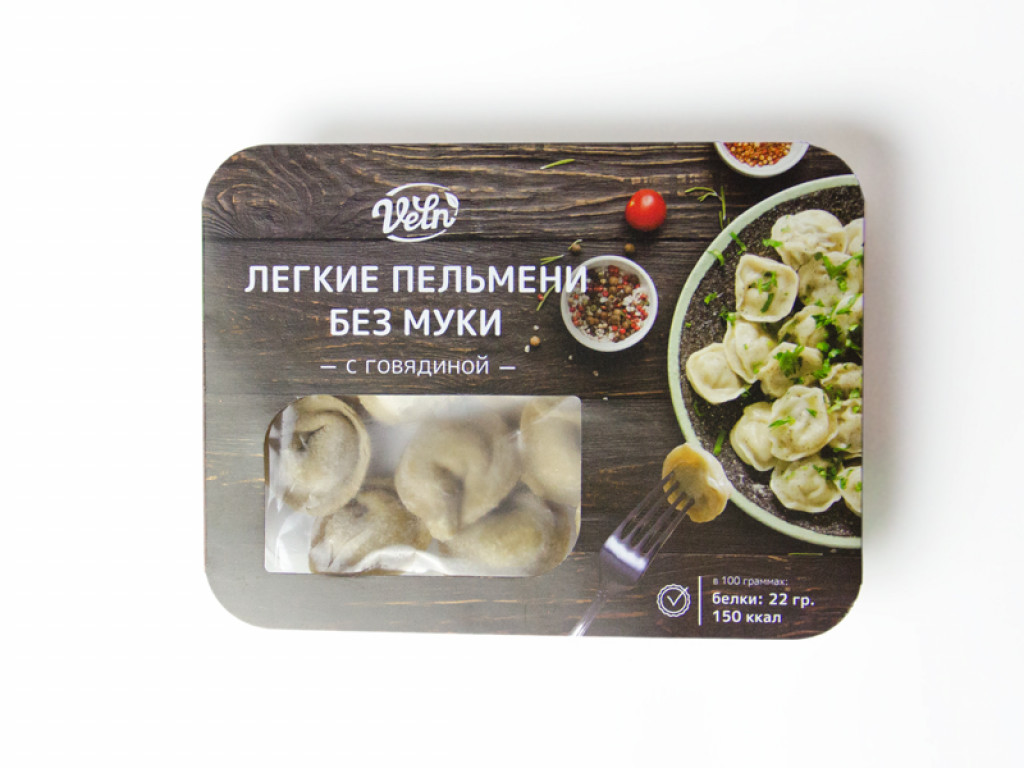 Veln
ЛЕГКИЕ ПЕЛЬМЕНИ
БЕЗ МУКИ
— С ГОВЯДИНОЙ —
в 100 граммах:
белки: 22 гр.
150 ккал